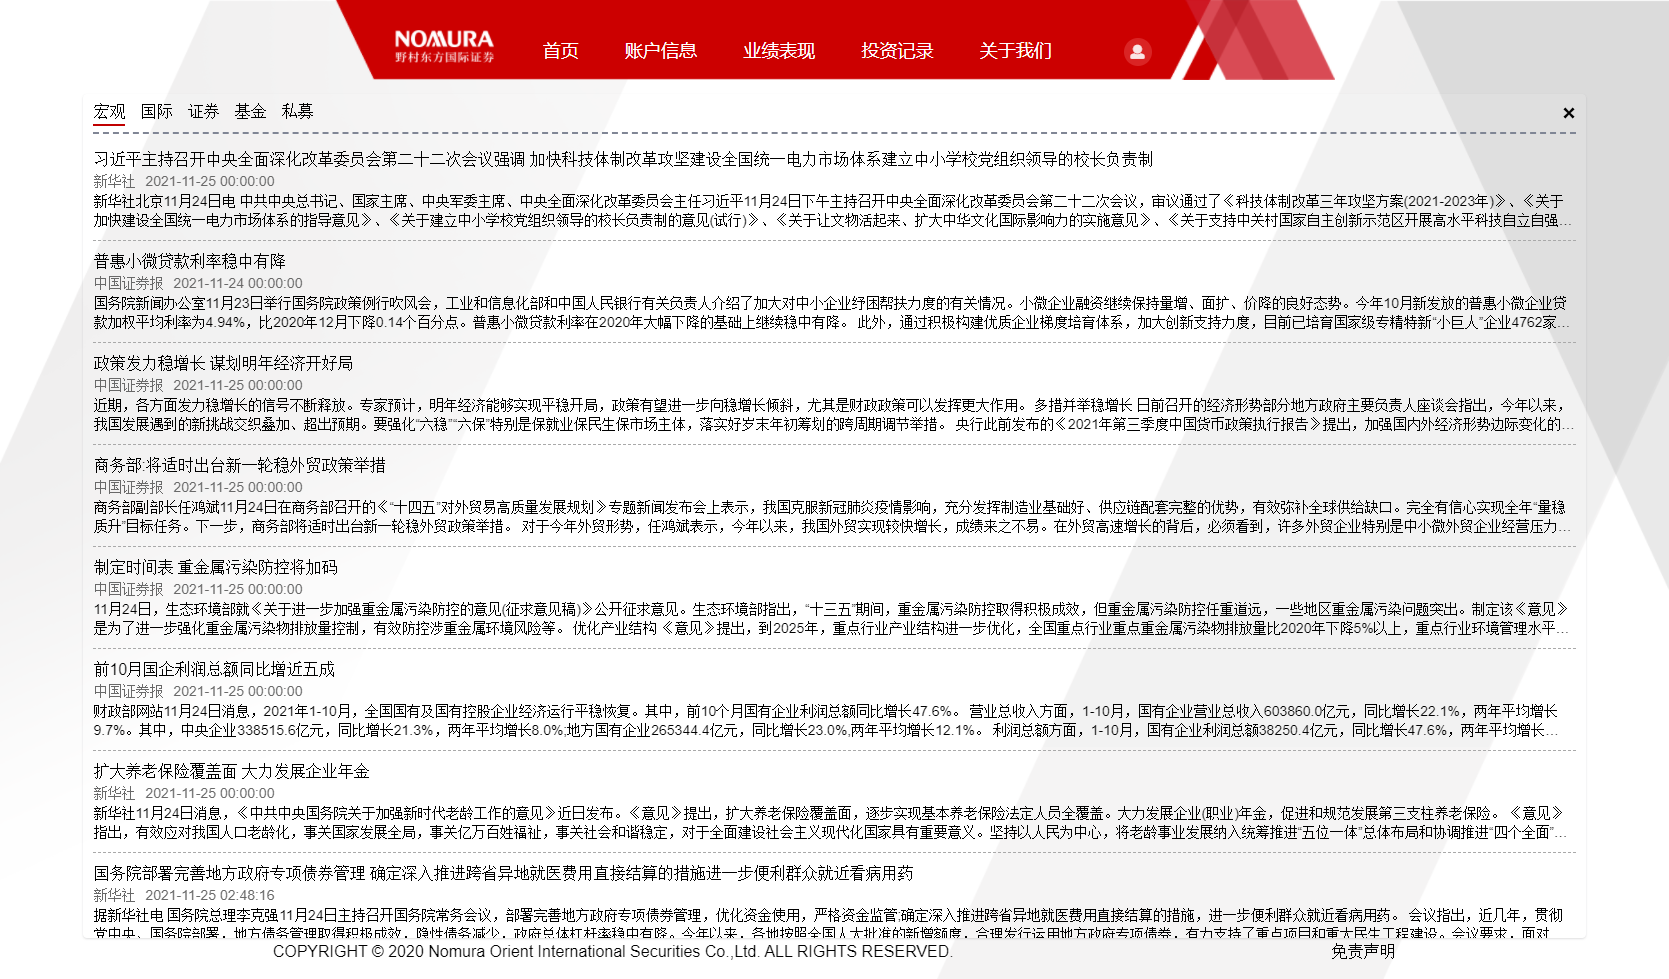 NOMURA
野村东方国际证券
首页 账户信息 业绩表现 投资记录 关于我们
宏观 国际 证券 基金 私募 ×
习近平主持召开中央全面深化改革委员会第二十二次会议强调 加快科技体制改革攻坚建设全国统一电力市场体系建立中小学校党组织领导的校长负责制
新华社 2021-11-25 00:00:00
新华社北京11月24日电 中共中央总书记、国家主席、中央军委主席、中央全面深化改革委员会主任习近平11月24日下午主持召开中央全面深化改革委员会第二十二次会议，审议通过了《科技体制改革三年攻坚方案(2021-2023年)》、《关于
加快建设全国统一电力市场体系的指导意见》、《关于建立中小学校党组织领导的校长负责制的意见(试行)》、《关于让文物活起来、扩大中华文化国际影响力的实施意见》、《关于支持中关村国家自主创新示范区开展高水平科技自立自强...
普惠小微贷款利率稳中有降
中国证券报 2021-11-24 00:00:00
国务院新闻办公室11月23日举行国务院政策例行吹风会，工业和信息化部和中国人民银行有关负责人介绍了加大对中小企业纾困帮扶力度的有关情况。小微企业融资继续保持量增、面扩、价降的良好态势。今年10月新发放的普惠小微企业贷
款加权平均利率为4.94%，比2020年12月下降0.14个百分点。普惠小微贷款利率在2020年大幅下降的基础上继续稳中有降。 此外，通过积极构建优质企业梯度培育体系，加大创新支持力度，目前已培育国家级专精特新“小巨人”企业4762家...
政策发力稳增长 谋划明年经济开好局
中国证券报 2021-11-25 00:00:00
近期，各方面发力稳增长的信号不断释放。专家预计，明年经济能够实现平稳开局，政策有望进一步向稳增长倾斜，尤其是财政政策可以发挥更大作用。 多措并举稳增长 日前召开的经济形势部分地方政府主要负责人座谈会指出，今年以来，
我国发展遇到的新挑战交织叠加、超出预期。要强化“六稳”“六保”特别是保就业保民生保市场主体，落实好岁末年初筹划的跨周期调节举措。 央行此前发布的《2021年第三季度中国货币政策执行报告》提出，加强国内外经济形势边际变化的...
商务部:将适时出台新一轮稳外贸政策举措
中国证券报 2021-11-25 00:00:00
商务部副部长任鸿斌11月24日在商务部召开的《“十四五”对外贸易高质量发展规划》专题新闻发布会上表示，我国克服新冠肺炎疫情影响，充分发挥制造业基础好、供应链配套完整的优势，有效弥补全球供给缺口。完全有信心实现全年“量稳
质升”目标任务。下一步，商务部将适时出台新一轮稳外贸政策举措。 对于今年外贸形势，任鸿斌表示，今年以来，我国外贸实现较快增长，成绩来之不易。在外贸高速增长的背后，必须看到，许多外贸企业特别是中小微外贸企业经营压力...
制定时间表 重金属污染防控将加码
中国证券报 2021-11-25 00:00:00
11月24日，生态环境部就《关于进一步加强重金属污染防控的意见(征求意见稿)》公开征求意见。生态环境部指出，“十三五”期间，重金属污染防控取得积极成效，但重金属污染防控任重道远，一些地区重金属污染问题突出。制定该《意见》
是为了进一步强化重金属污染物排放量控制，有效防控涉重金属环境风险等。 优化产业结构 《意见》提出，到2025年，重点行业产业结构进一步优化，全国重点行业重点重金属污染物排放量比2020年下降5%以上，重点行业环境管理水平...
前10月国企利润总额同比增近五成
中国证券报 2021-11-25 00:00:00
财政部网站11月24日消息，2021年1-10月，全国国有及国有控股企业经济运行平稳恢复。其中，前10个月国有企业利润总额同比增长47.6%。 营业总收入方面，1-10月，国有企业营业总收入603860.0亿元，同比增长22.1%，两年平均增长
9.7%。其中，中央企业338515.6亿元，同比增长21.3%，两年平均增长8.0%;地方国有企业265344.4亿元，同比增长23.0%,两年平均增长12.1%。 利润总额方面，1-10月，国有企业利润总额38250.4亿元，同比增长47.6%，两年平均增长...
扩大养老保险覆盖面 大力发展企业年金
新华社 2021-11-25 00:00:00
新华社11月24日消息，《中共中央国务院关于加强新时代老龄工作的意见》近日发布。《意见》提出，扩大养老保险覆盖面，逐步实现基本养老保险法定人员全覆盖。大力发展企业(职业)年金，促进和规范发展第三支柱养老保险。 《意见》
指出，有效应对我国人口老龄化，事关国家发展全局，事关亿万百姓福祉，事关社会和谐稳定，对于全面建设社会主义现代化国家具有重要意义。坚持以人民为中心，将老龄事业发展纳入统筹推进“五位一体”总体布局和协调推进“四个全面”...
国务院部署完善地方政府专项债券管理 确定深入推进跨省异地就医费用直接结算的措施进一步便利群众就近看病用药
新华社 2021-11-25 02:48:16
据新华社电 国务院总理李克强11月24日主持召开国务院常务会议，部署完善地方政府专项债券管理，优化资金使用，严格资金监管;确定深入推进跨省异地就医费用直接结算的措施，进一步便利群众就近看病用药。 会议指出，近几年，贯彻
党中央、国务院部署，地方债务管理取得积极成效，隐性债务减少，政府总体杠杆率稳中有降。今年以来，各地按照全国人大批准的新增额度，合理发行运用地方政府专项债券，有力支持了重点项目和重大民生工程建设。会议要求，面对
COPYRIGHT © 2020 Nomura Orient International Securities Co.,Ltd. ALL RIGHTS RESERVED. 免责声明